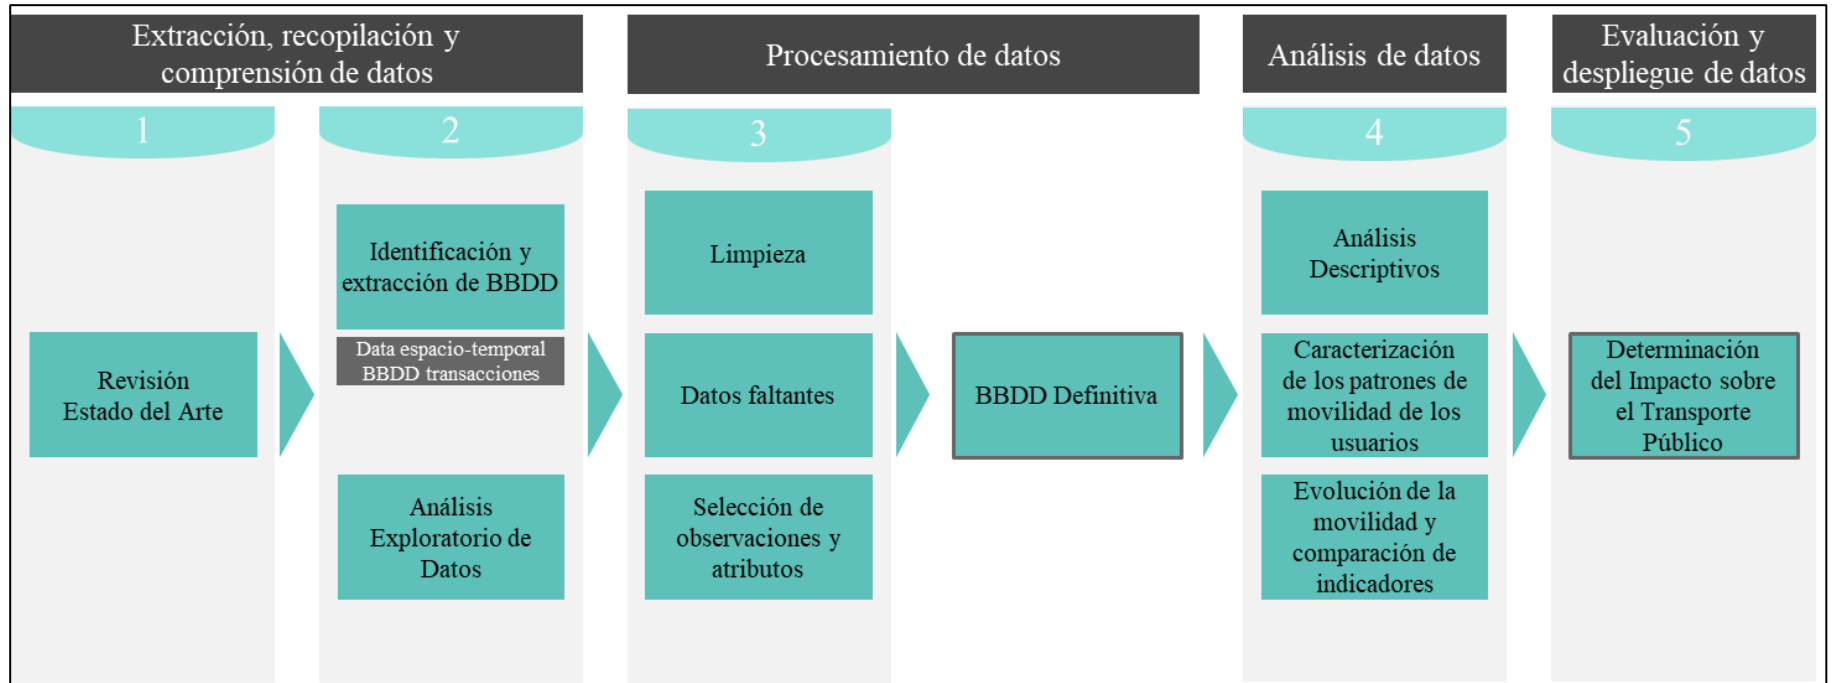 Extracción, recopilación y
comprensión de datos
Procesamiento de datos
Análisis de datos
Evaluación y
despliegue de datos
1
2
3
4
5
Revisión
Estado del Arte
Identificación y
extracción de BBDD
Data espacio-temporal
BBDD transacciones
Análisis
Exploratorio de
Datos
Limpieza
Datos faltantes
Selección de
observaciones y
atributos
BBDD Definitiva
Análisis
Descriptivos
Caracterización
de los patrones de
movilidad de los
usuarios
Evolución de la
movilidad y
comparación de
indicadores
Determinación
del Impacto sobre
el Transporte
Público